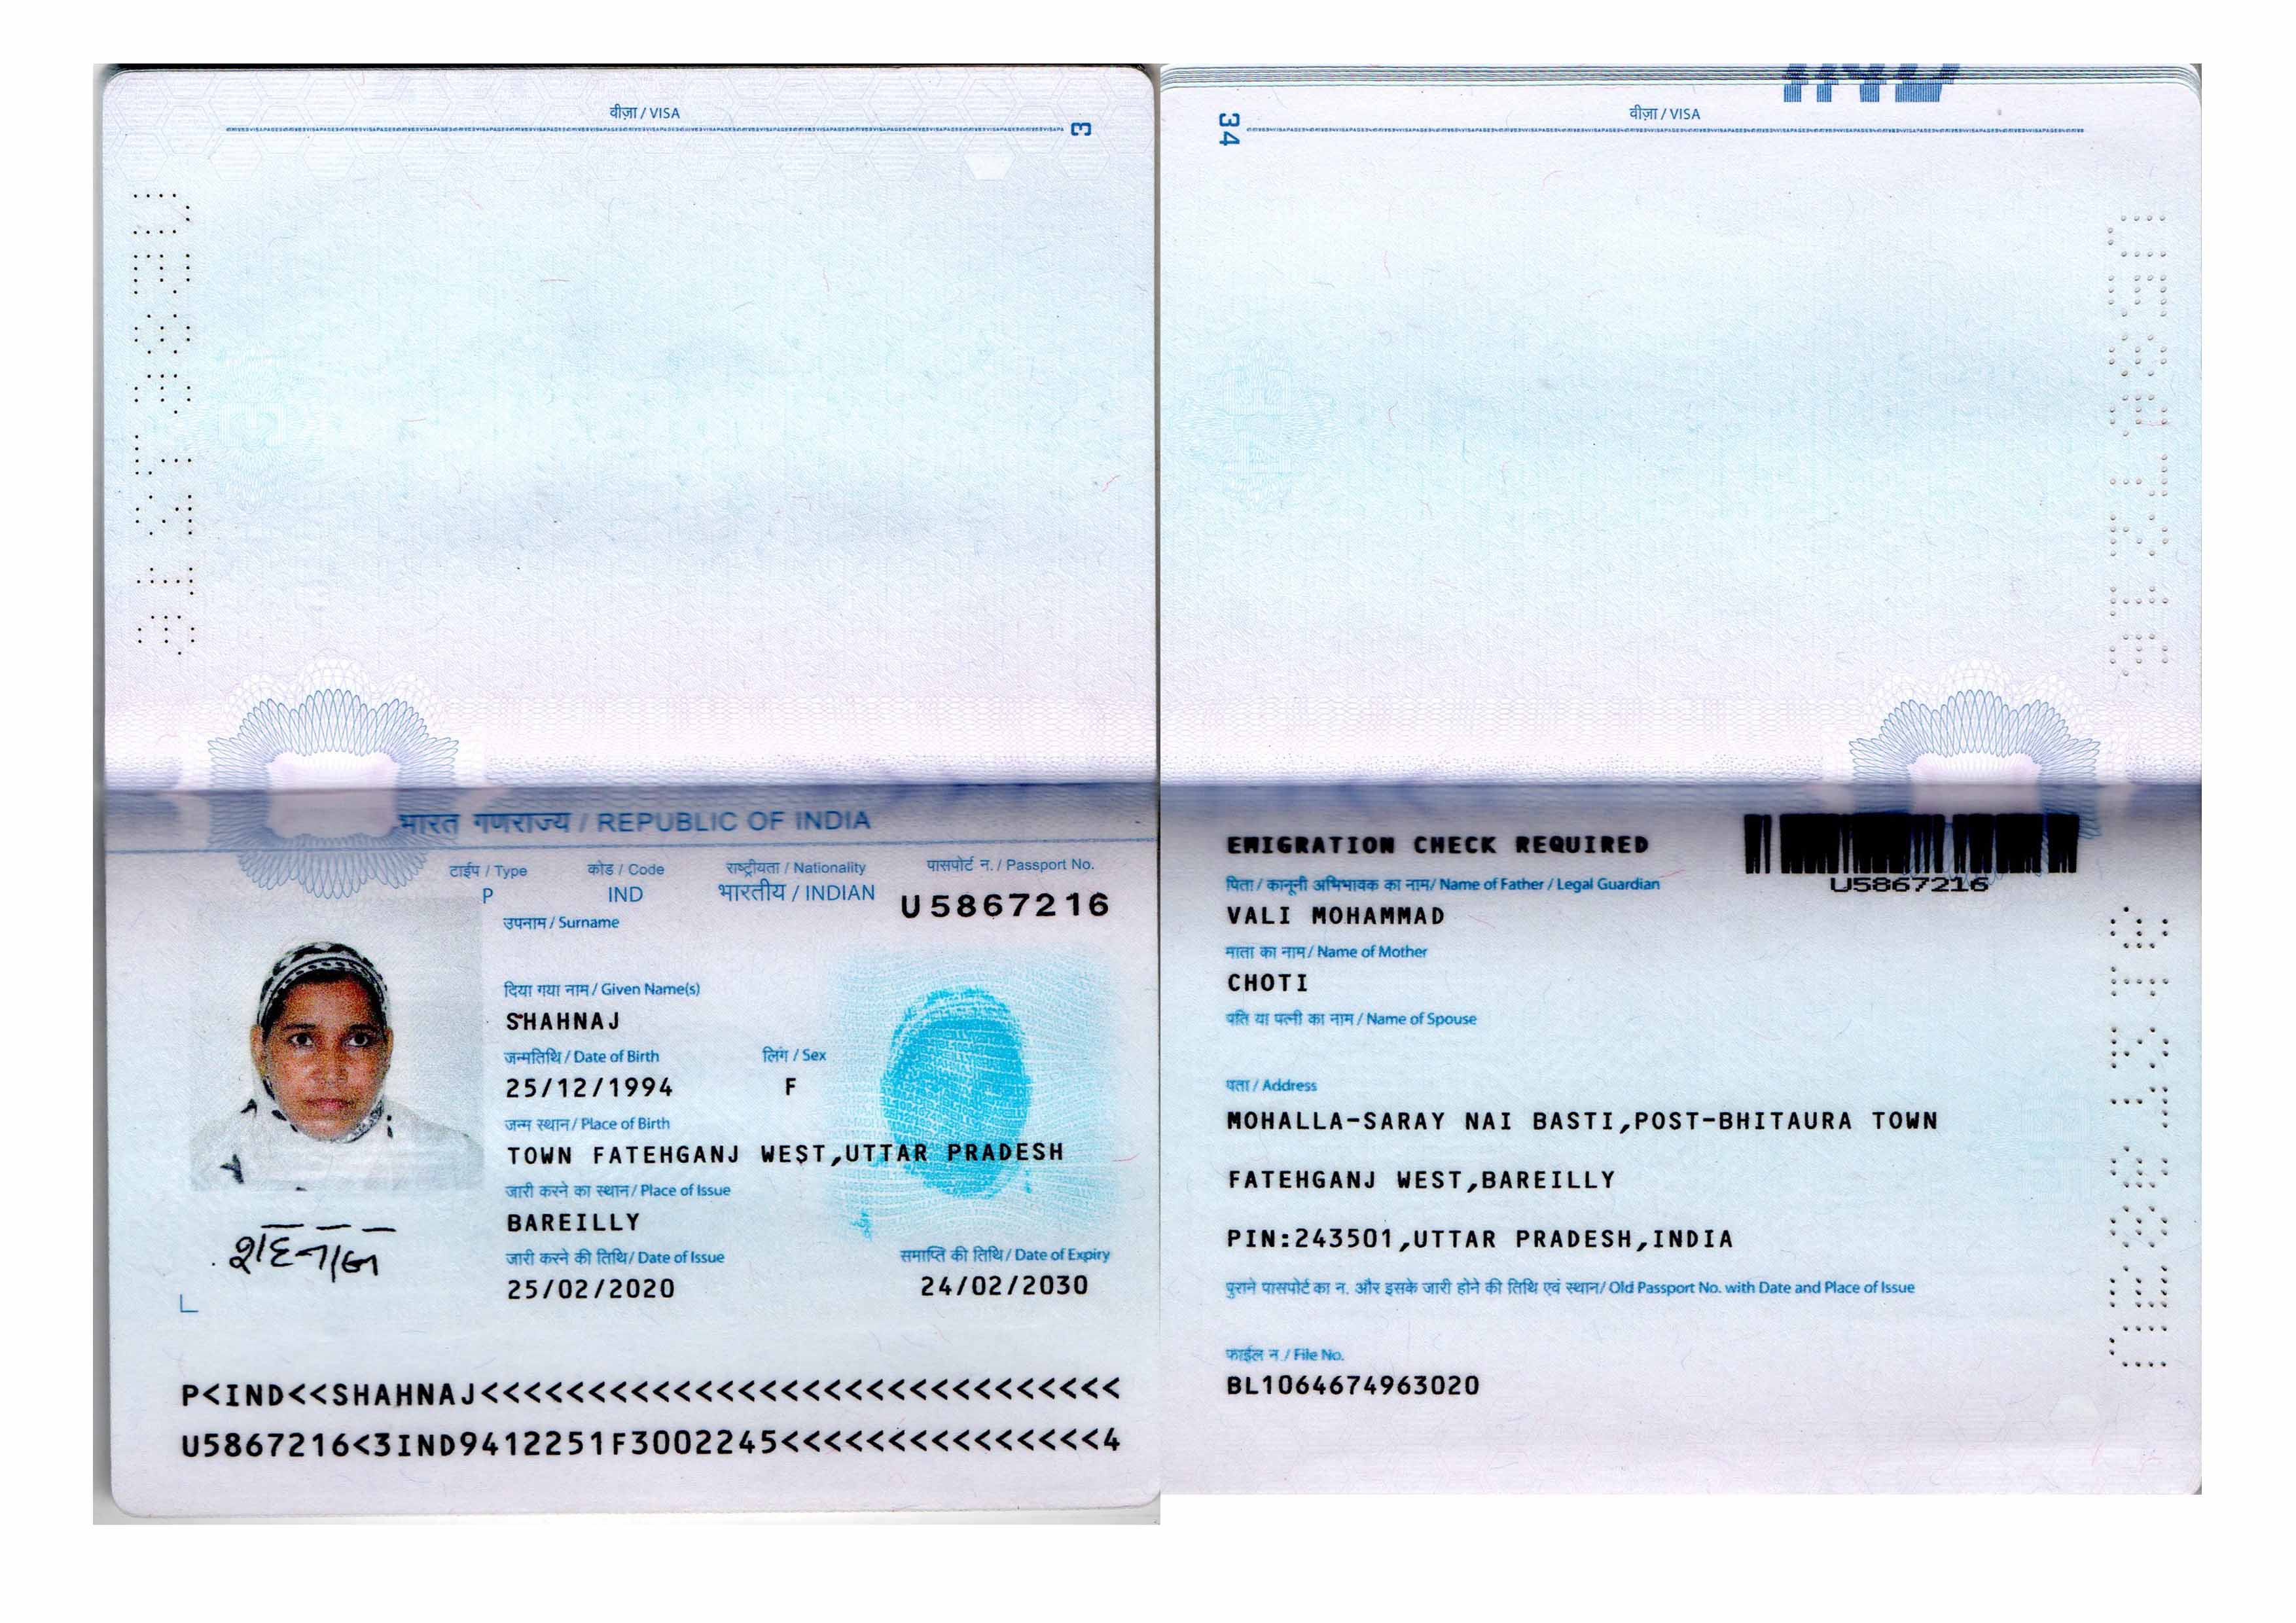 वीज़ा / VISA
3
भारत गणराज्य / REPUBLIC OF INDIA
टाईप / Type
कोड / Code
राष्ट्रीयता / Nationality
पासपोर्ट न. / Passport No.
P
IND
भारतीय / INDIAN
U5867216
उपनाम / Surname
दिया गया नाम / Given Name(s)
SHAHNAJ
जन्मतिथि / Date of Birth
लिंग / Sex
25/12/1994
F
जन्म स्थान / Place of Birth
TOWN FATEHGANJ WEST,UTTAR PRADESH
जारी करने का स्थान / Place of Issue
BAREILLY
शहनाज
जारी करने की तिथि / Date of Issue
समाप्ति की तिथि / Date of Expiry
25/02/2020
24/02/2030
P<IND<<SHAHNAJ<<<<<<<<<<<<<<<<<<<<<<<<<<<<<<
U5867216<3IND9412251F3002245<<<<<<<<<<<<<<<4
वीज़ा / VISA
34
EMIGRATION CHECK REQUIRED
U5867216
पिता / कानूनी अभिभावक का नाम / Name of Father / Legal Guardian
VALI MOHAMMAD
माता का नाम / Name of Mother
CHOTI
पति या पत्नी का नाम / Name of Spouse
पता / Address
MOHALLA-SARAY NAI BASTI,POST-BHITAURA TOWN
FATEHGANJ WEST,BAREILLY
PIN:243501,UTTAR PRADESH,INDIA
पुराने पासपोर्ट का न. और इसके जारी होने की तिथि एवं स्थान / Old Passport No. with Date and Place of Issue
फाईल न / File No.
BL1064674963020